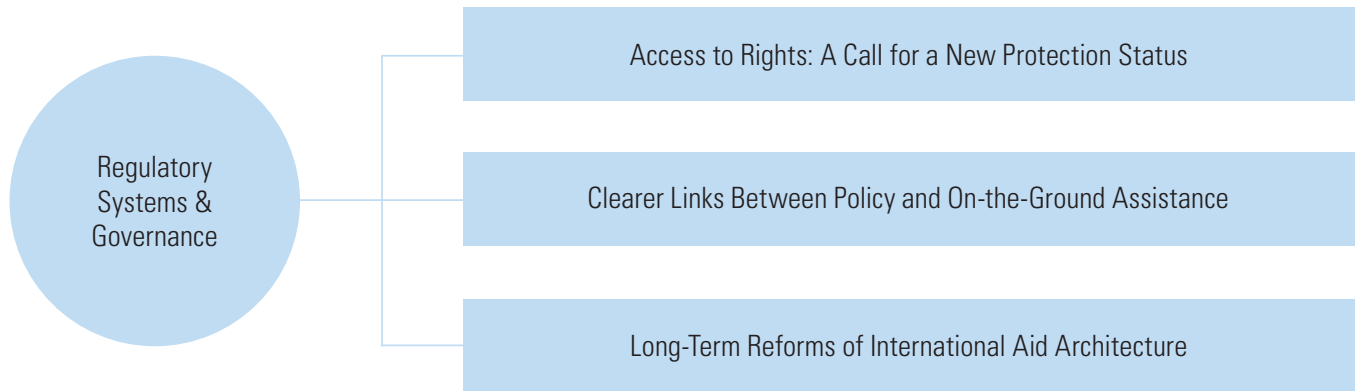 Regulatory
Systems &
Governance
Access to Rights: A Call for a New Protection Status
Clearer Links Between Policy and On-the-Ground Assistance
Long-Term Reforms of International Aid Architecture